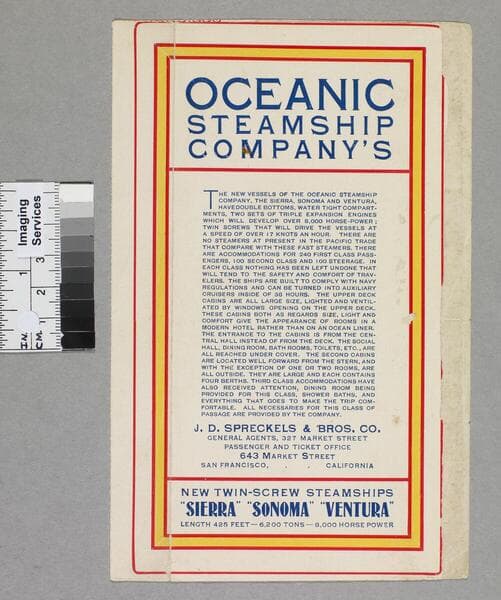 OCEANIC
STEAMSHIP
COMPANY'S
THE NEW VESSELS OF THE OCEANIC STEAMSHIP
COMPANY, THE SIERRA, SONOMA AND VENTURA,
HAVE DOUBLE BOTTOMS, WATER TIGHT COMPART-
MENTS, TWO SETS OF TRIPLE EXPANSION ENGINES
WHICH WILL DEVELOP OVER 8,000 HORSE-POWER;
TWIN SCREWS THAT WILL DRIVE THE VESSELS AT
A SPEED OF OVER 17 KNOTS AN HOUR. THERE ARE
NO STEAMERS AT PRESENT IN THE PACIFIC TRADE
THAT COMPARE WITH THESE FAST STEAMERS. THERE
ARE ACCOMMODATIONS FOR 240 FIRST CLASS PASS-
ENGERS, 100 SECOND CLASS AND 100 STEERAGE. IN
EACH CLASS NOTHING HAS BEEN LEFT UNDONE THAT
WILL TEND TO THE SAFETY AND COMFORT OF TRAV-
ELERS. THE SHIPS ARE BUILT TO COMPLY WITH NAVY
REGULATIONS AND CAN BE TURNED INTO AUXILIARY
CRUISERS INSIDE OF 36 HOURS. THE UPPER DECK
CABINS ARE ALL LARGE SIZE, LIGHTED AND VENTIL-
ATED BY WINDOWS OPENING ON THE UPPER DECK.
THESE CABINS BOTH AS REGARDS SIZE, LIGHT AND
COMFORT GIVE THE APPEARANCE OF ROOMS IN A
MODERN HOTEL RATHER THAN ON AN OCEAN LINER.
THE ENTRANCE TO THE CABINS IS FROM THE CEN-
TRAL HALL INSTEAD OF FROM THE DECK. THE SOCIAL
HALL, DINING ROOM, BATH ROOMS, TOILETS, ETC., ARE
ALL REACHED UNDER COVER. THE SECOND CABINS
ARE LOCATED WELL FORWARD FROM THE STERN, AND
WITH THE EXCEPTION OF ONE OR TWO ROOMS, ARE
ALL OUTSIDE. THEY ARE LARGE AND EACH CONTAINS
FOUR BERTHS. THIRD CLASS ACCOMMODATIONS HAVE
ALSO RECEIVED ATTENTION, DINING ROOM BEING
PROVIDED FOR THIS CLASS, SHOWER BATHS, AND
EVERYTHING THAT GOES TO MAKE THE TRIP COM-
FORTABLE. ALL NECESSARIES FOR THIS CLASS OF
PASSAGE ARE PROVIDED BY THE COMPANY.
J. D. SPRECKELS & BROS. CO.
GENERAL AGENTS, 327 MARKET STREET
PASSENGER AND TICKET OFFICE
643 MARKET STREET
SAN FRANCISCO, . . CALIFORNIA
NEW TWIN-SCREW STEAMSHIPS
"SIERRA" "SONOMA" "VENTURA"
LENGTH 425 FEET—6,200 TONS—8,000 HORSE POWER
Imaging
Services
IN. 1 2
CM. 1 2 3